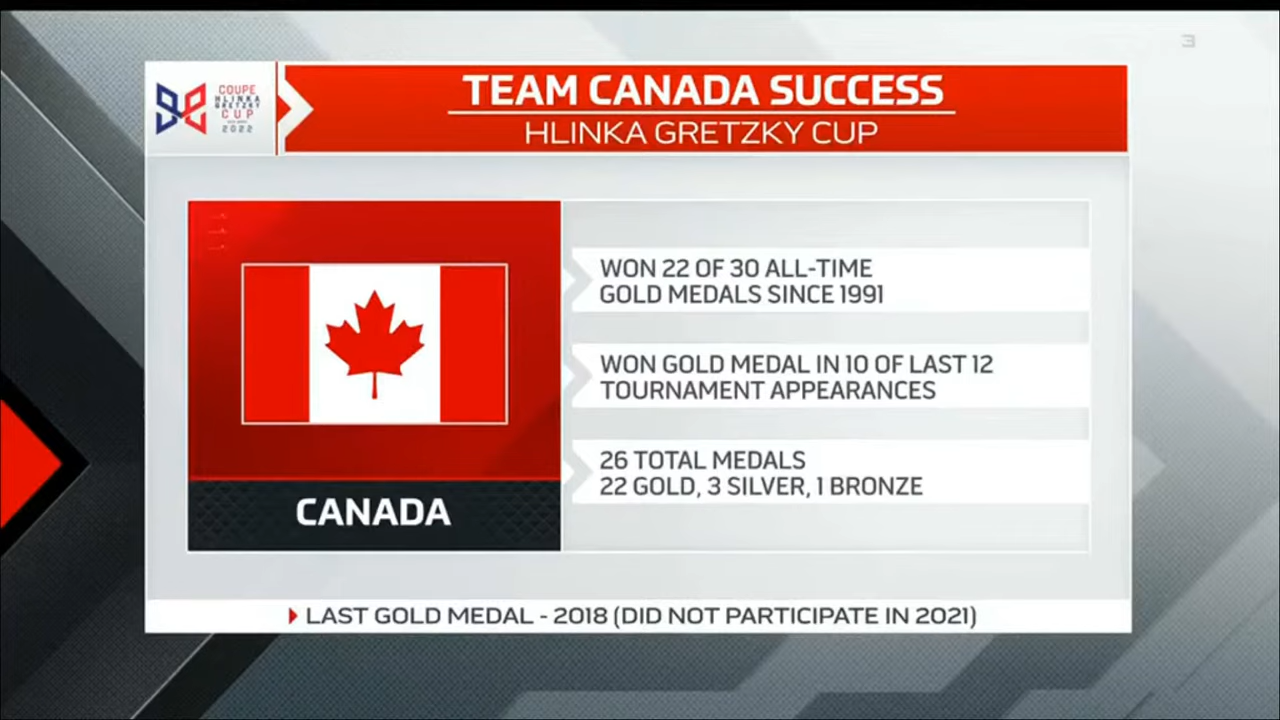 TEAM CANADA SUCCESS
HLINKA GRETZKY CUP
COUPE
HLINKA
GRETZKY
CUP
2022
3
WON 22 OF 30 ALL-TIME
GOLD MEDALS SINCE 1991
WON GOLD MEDAL IN 10 OF LAST 12
TOURNAMENT APPEARANCES
26 TOTAL MEDALS
22 GOLD, 3 SILVER, 1 BRONZE
CANADA
LAST GOLD MEDAL - 2018 (DID NOT PARTICIPATE IN 2021)